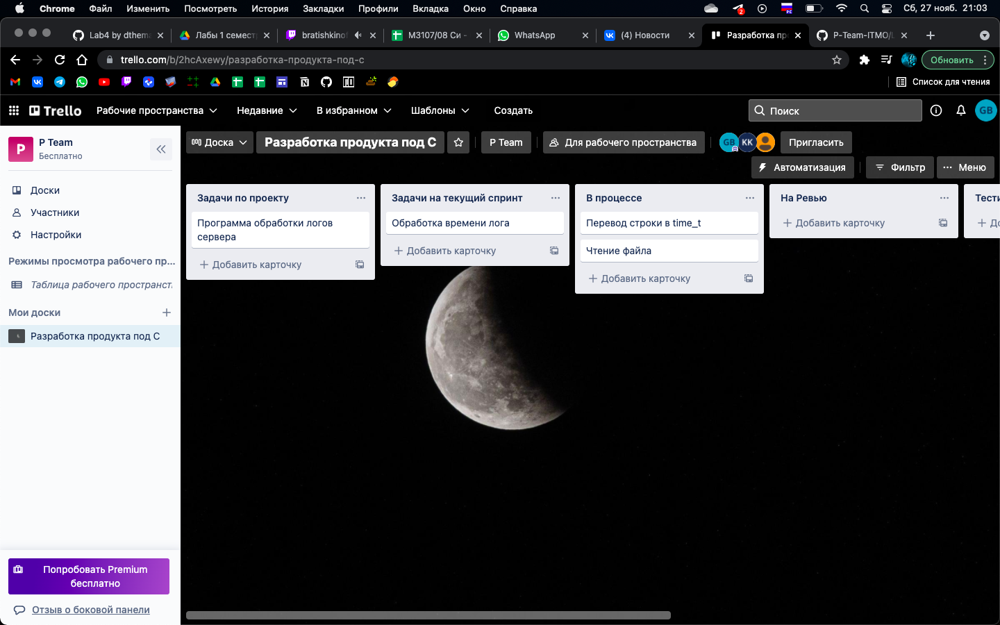 Chrome Файл Изменить Посмотреть История Закладки Профили Вкладка Окно Справка 2 РС Сб, 27 нояб. 21:03
Lab4 by dthema Лабы 1 семест bratishkinof M3107/08 Си - WhatsApp (4) Новости Разработка пр P-Team-ITMO/L
trello.com/b/2hcAxewy/разработка-продукта-под-с Обновить
Список для чтения
Trello Рабочие пространства Недавние В избранном Шаблоны Создать Поиск GB
P P Team
Бесплатно
Доска Разработка продукта под C P Team Для рабочего пространства GB KK Пригласить
Автоматизация Фильтр Меню
Доски
Участники
Настройки
Режимы просмотра рабочего пр...
Таблица рабочего пространст
Мои доски
Разработка продукта под C
Задачи по проекту
Программа обработки логов
сервера
Добавить карточку
Задачи на текущий спринт
Обработка времени лога
Добавить карточку
В процессе
Перевод строки в time_t
Чтение файла
Добавить карточку
На Ревью
Добавить карточку
Тести
До
Попробовать Premium
бесплатно
Отзыв о боковой панели